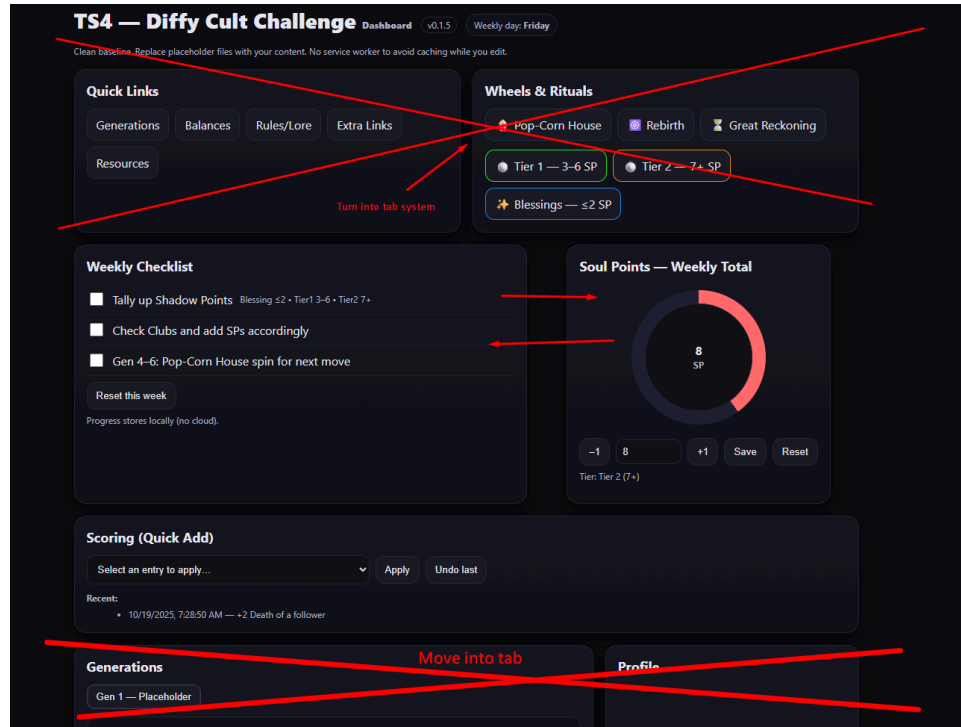 TS4 — Diffy Cult Challenge Dashboard v0.1.5 Weekly day: Friday
Clean baseline. Replace placeholder files with your content. No service worker to avoid caching while you edit.
Quick Links
Generations Balances Rules/Lore Extra Links
Resources
Turn into tab system
Wheels & Rituals
Pop-Corn House Rebirth Great Reckoning
Tier 1 — 3–6 SP Tier 2 — 7+ SP
Blessings — ≤2 SP
Weekly Checklist
Tally up Shadow Points Blessing ≤2 • Tier1 3–6 • Tier2 7+
Check Clubs and add SPs accordingly
Gen 4–6: Pop-Corn House spin for next move
Reset this week
Progress stores locally (no cloud).
Soul Points — Weekly Total
8
SP
−1 8 +1 Save Reset
Tier: Tier 2 (7+)
Scoring (Quick Add)
Select an entry to apply... Apply Undo last
Recent:
• 10/19/2025, 7:28:50 AM — +2 Death of a follower
Move into tab
Generations
Gen 1 — Placeholder
Profile